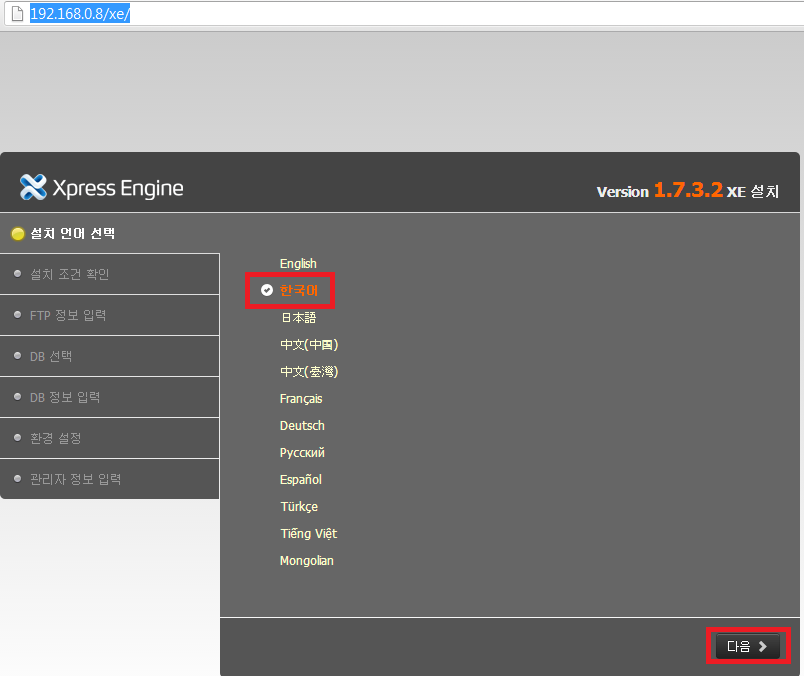 192.168.0.8/xe/
Xpress Engine
Version 1.7.3.2 XE 설치
설치 언어 선택
설치 조건 확인
FTP 정보 입력
DB 선택
DB 정보 입력
환경 설정
관리자 정보 입력
English
한국어
日本語
中文(中国)
中文(臺灣)
Français
Deutsch
Русский
Español
Türkçe
Tiếng Việt
Mongolian
다음